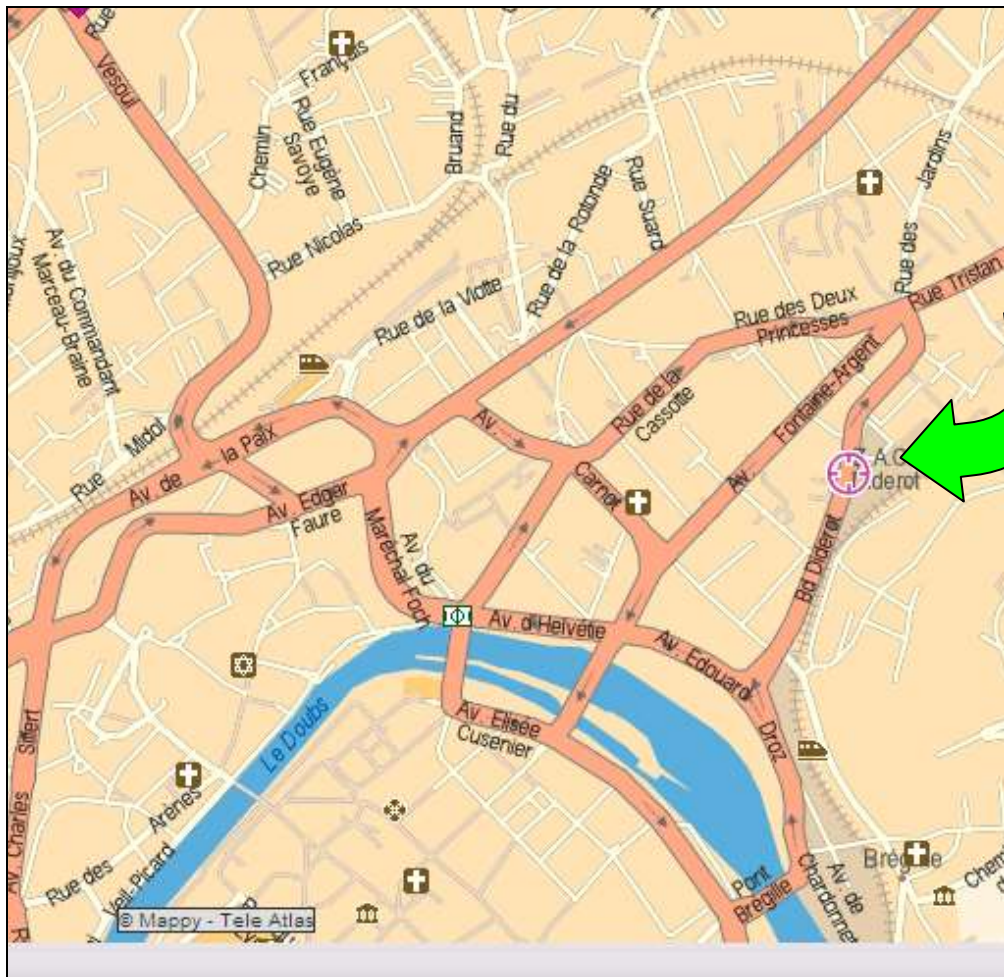 Rue
Vesoul
Français
Chemin
Rue Eugène
Savoye
Bruand
Rue du
Rue Nicolas
Rue de la Rotonde
Rue Suard
Rue des Jardins
Av. du Commandant
Marceau-Braine
Rue de la Viotte
Rue des Deux
Princesses
Rue Tristan
Rue Midol
Av. de la Paix
Av. Edgar
Faure
Av. Carnot
Rue de la
Cassotte
Av. Fontaine-Argent
Bd Diderot
Av. du
Maréchal Foch
Av. d'Helvétie
Av. Edouard Droz
Av. Elisée
Cusenier
Le Doubs
Av. Charles Siffert
Rue des Arènes
Veil-Picard
Pont
Brégille
Av. de
Chardonnet
Brégille
© Mappy - Tele Atlas